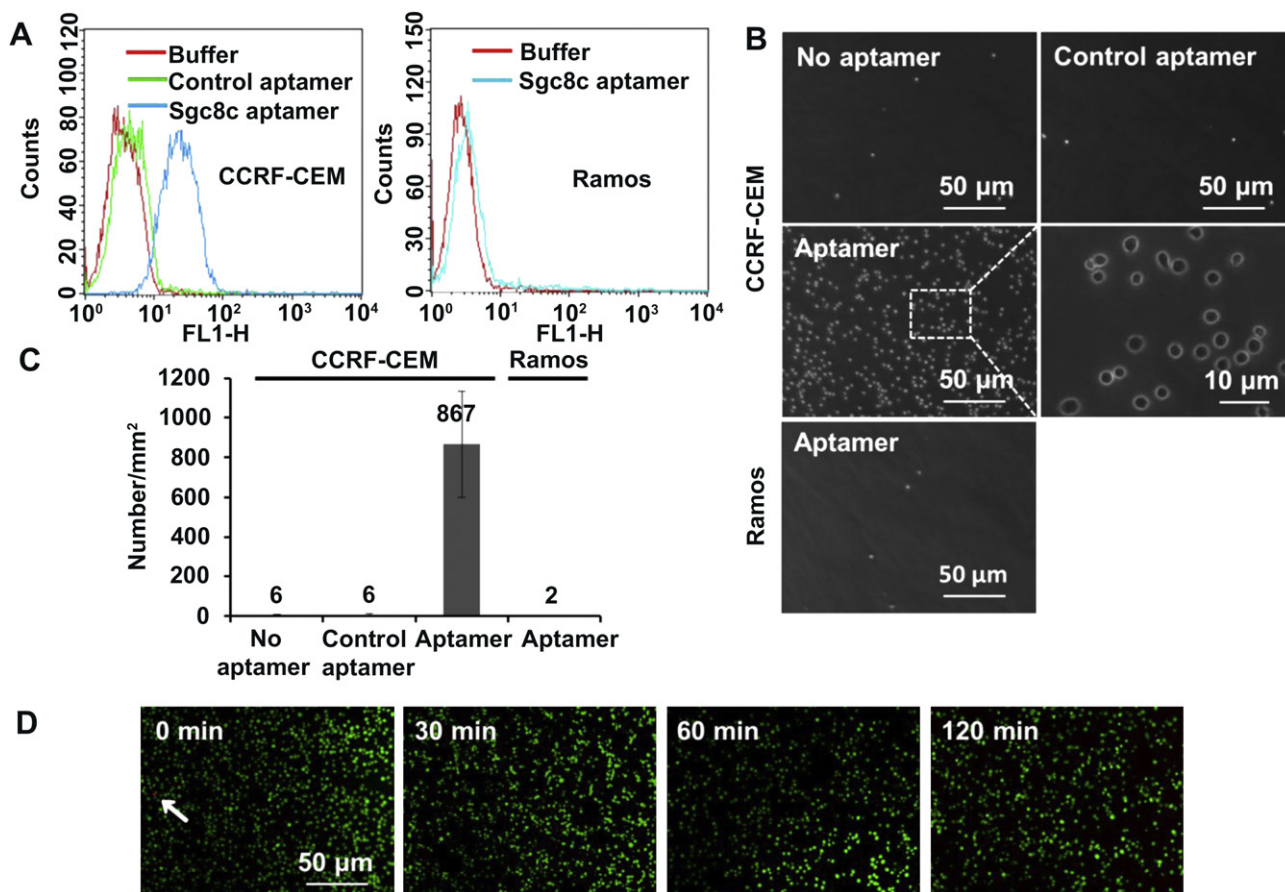 A
120
100
80
60
40
20
0
Counts
Buffer
Control aptamer
Sgc8c aptamer
CCRF-CEM
10⁰ 10¹ 10² 10³ 10⁴
FL1-H
150
120
90
60
30
0
Counts
Buffer
Sgc8c aptamer
Ramos
10⁰ 10¹ 10² 10³ 10⁴
FL1-H
B
CCRF-CEM
No aptamer
50 µm
Control aptamer
50 µm
Aptamer
50 µm
10 µm
Ramos
Aptamer
50 µm
C
CCRF-CEM Ramos
Number/mm²
1200
1000
800
600
400
200
0
6 6 867 2
No aptamer
Control aptamer
Aptamer
Aptamer
D
0 min
50 µm
30 min
60 min
120 min